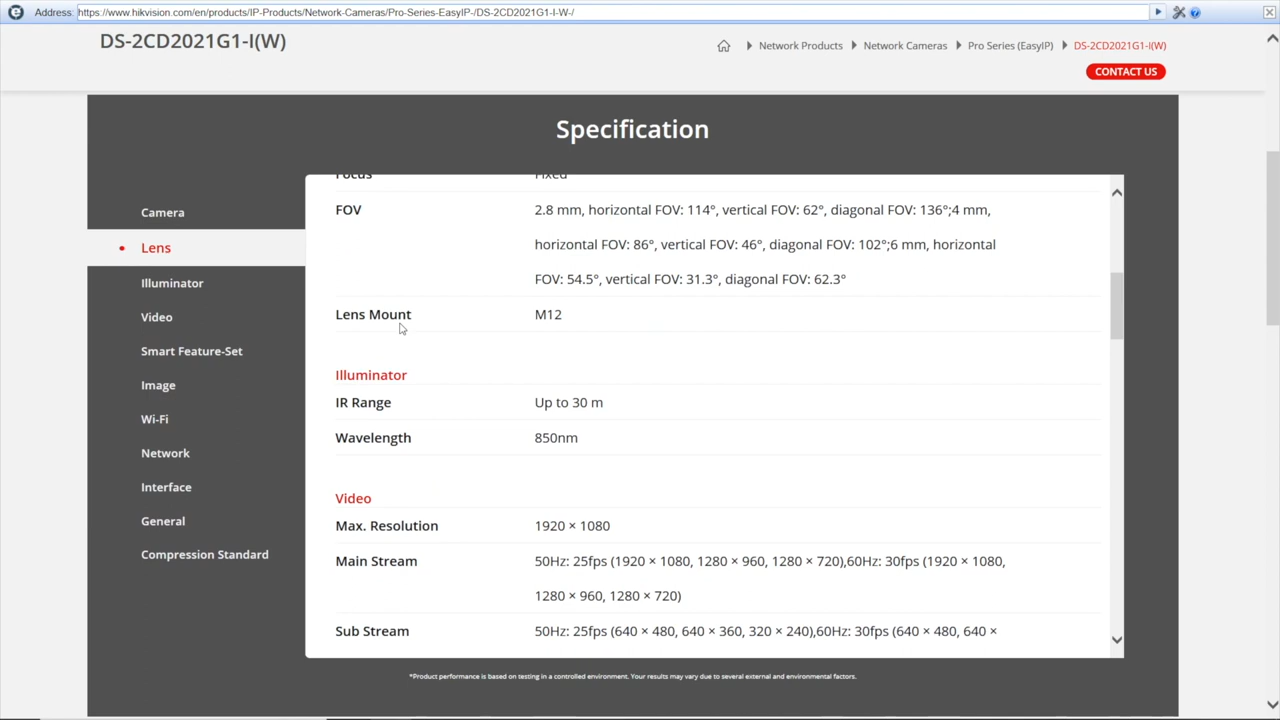 Address: https://www.hikvision.com/en/products/IP-Products/Network-Cameras/Pro-Series-EasyIP-/DS-2CD2021G1-I-W-/
DS-2CD2021G1-I(W)
Network Products
Network Cameras
Pro Series (EasyIP)
DS-2CD2021G1-I(W)
CONTACT US
Specification
Camera
Lens
Illuminator
Video
Smart Feature-Set
Image
Wi-Fi
Network
Interface
General
Compression Standard
Focus Fixed
FOV 2.8 mm, horizontal FOV: 114°, vertical FOV: 62°, diagonal FOV: 136°;4 mm,
horizontal FOV: 86°, vertical FOV: 46°, diagonal FOV: 102°;6 mm, horizontal
FOV: 54.5°, vertical FOV: 31.3°, diagonal FOV: 62.3°
Lens Mount M12
Illuminator
IR Range Up to 30 m
Wavelength 850nm
Video
Max. Resolution 1920 × 1080
Main Stream 50Hz: 25fps (1920 × 1080, 1280 × 960, 1280 × 720),60Hz: 30fps (1920 × 1080,
1280 × 960, 1280 × 720)
Sub Stream 50Hz: 25fps (640 × 480, 640 × 360, 320 × 240),60Hz: 30fps (640 × 480, 640 ×
*Product performance is based on testing in a controlled environment. Your results may vary due to several external and environmental factors.